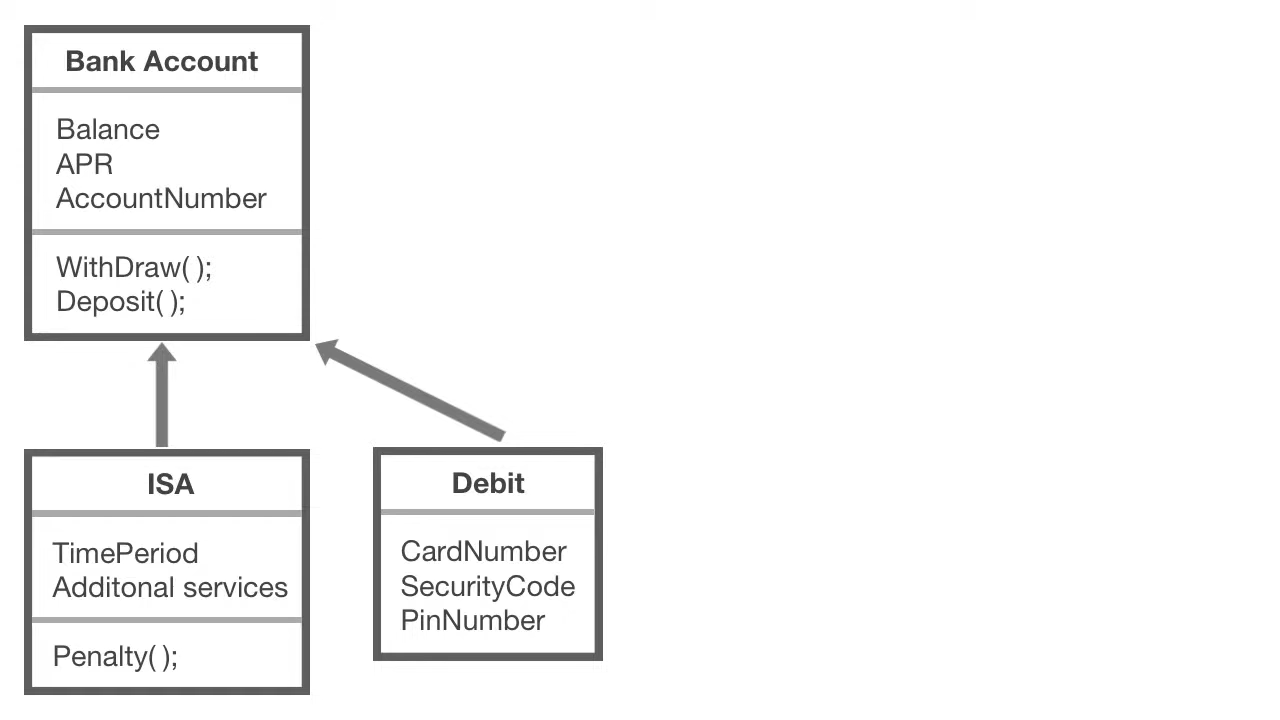 Bank Account
Balance
APR
AccountNumber
WithDraw( );
Deposit( );
ISA
TimePeriod
Additonal services
Penalty( );
Debit
CardNumber
SecurityCode
PinNumber